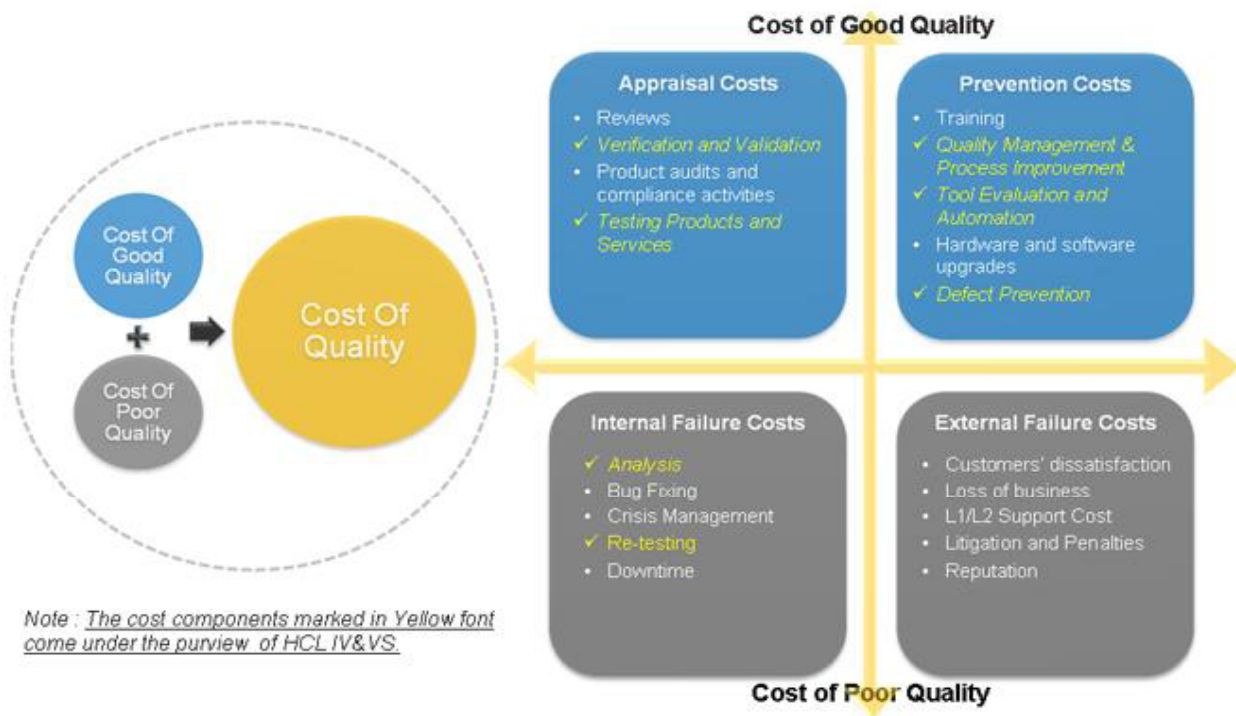 Cost of Good Quality
Cost Of
Good
Quality
+
Cost Of
Poor
Quality
Cost Of
Quality
Appraisal Costs
• Reviews
✓ Verification and Validation
• Product audits and
compliance activities
✓ Testing Products and
Services
Prevention Costs
• Training
✓ Quality Management &
Process Improvement
✓ Tool Evaluation and
Automation
• Hardware and software
upgrades
✓ Defect Prevention
Internal Failure Costs
✓ Analysis
• Bug Fixing
• Crisis Management
✓ Re-testing
• Downtime
External Failure Costs
• Customers' dissatisfaction
• Loss of business
• L1/L2 Support Cost
• Litigation and Penalties
• Reputation
Note : The cost components marked in Yellow font
come under the purview of HCL IV&VS.
Cost of Poor Quality